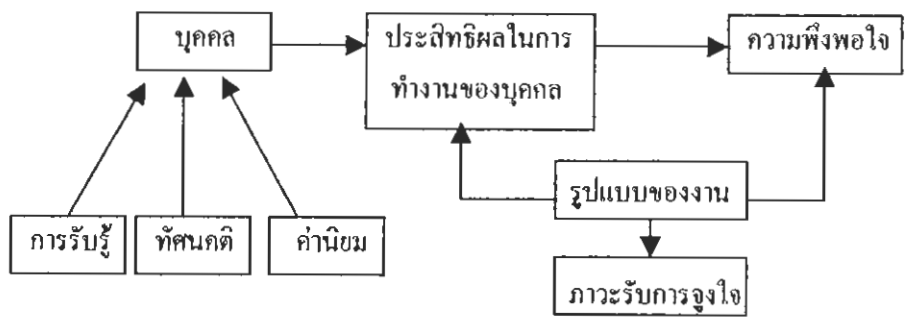 บุคคล
ประสิทธิผลในการ
ทำงานของบุคคล
ความพึงพอใจ
รูปแบบของงาน
การรับรู้
ทัศนคติ
ค่านิยม
ภาวะรับการจูงใจ